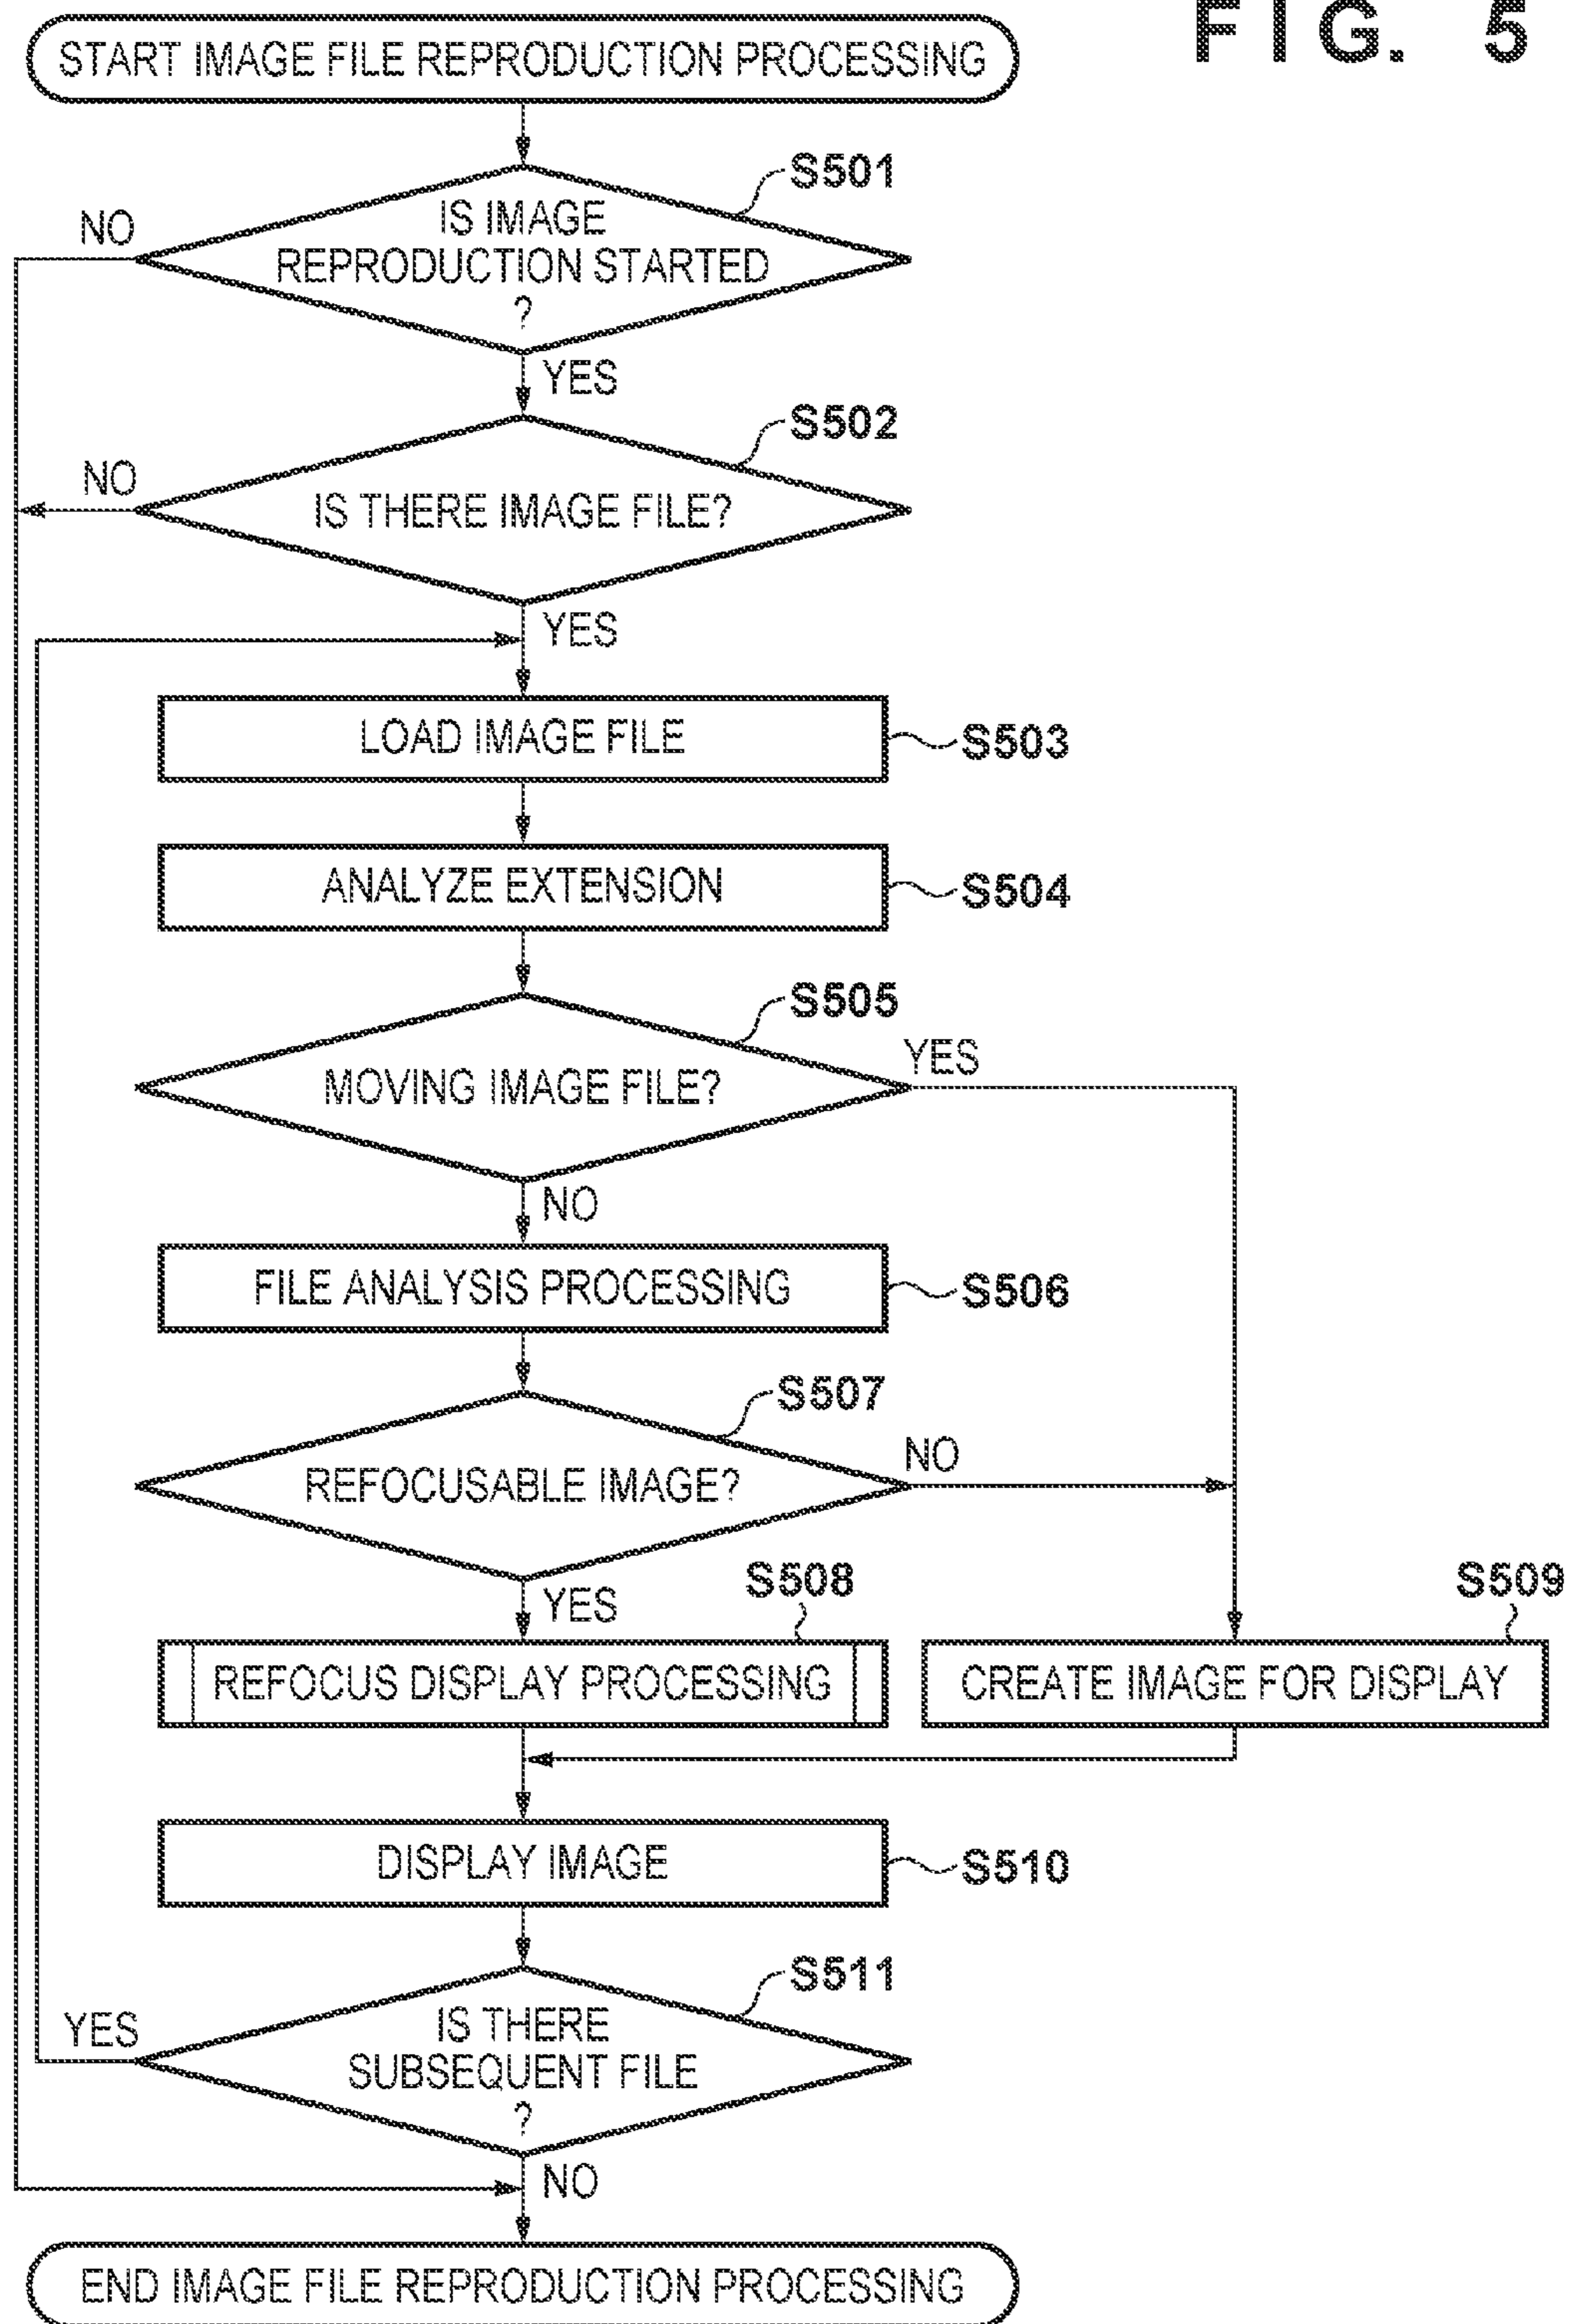 FIG. 5
START IMAGE FILE REPRODUCTION PROCESSING
S501
NO
IS IMAGE
REPRODUCTION STARTED
?
YES
S502
NO
IS THERE IMAGE FILE?
YES
LOAD IMAGE FILE
S503
ANALYZE EXTENSION
S504
S505
YES
MOVING IMAGE FILE?
NO
FILE ANALYSIS PROCESSING
S506
S507
NO
REFOCUSABLE IMAGE?
YES
S508
S509
REFOCUS DISPLAY PROCESSING
CREATE IMAGE FOR DISPLAY
DISPLAY IMAGE
S510
S511
YES
IS THERE
SUBSEQUENT FILE
?
NO
END IMAGE FILE REPRODUCTION PROCESSING